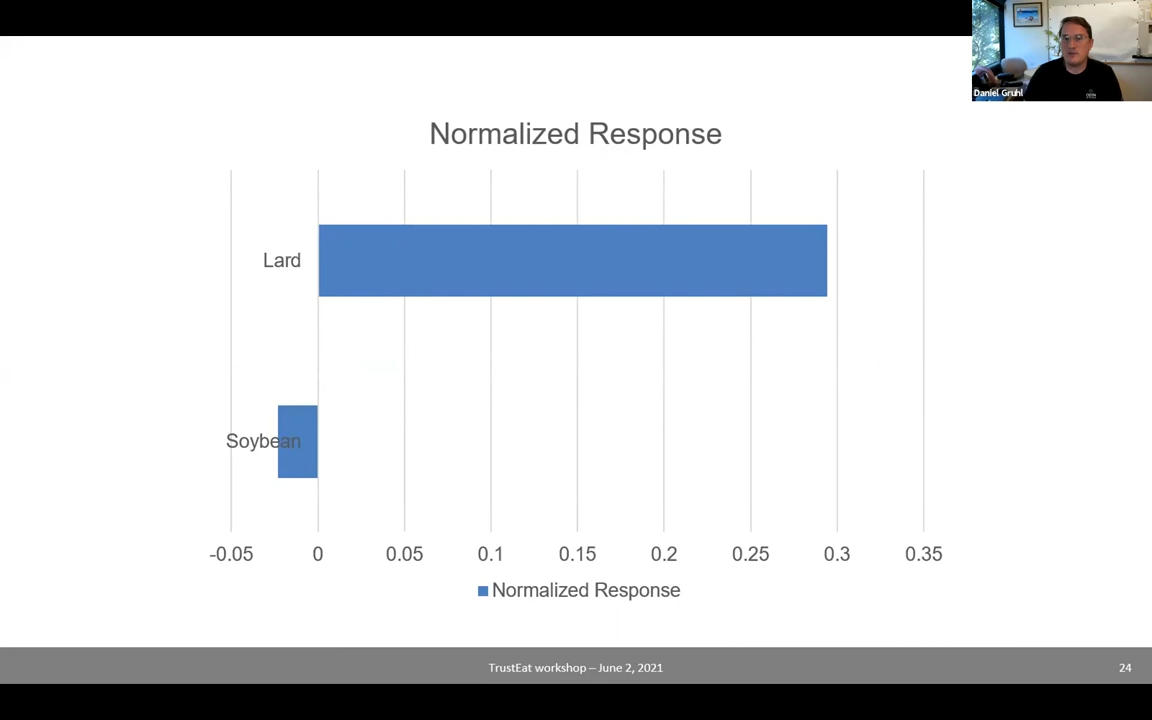 Daniel Gruhl
Normalized Response
Lard
Soybean
-0.05 0 0.05 0.1 0.15 0.2 0.25 0.3 0.35
Normalized Response
TrustEat workshop – June 2, 2021
24